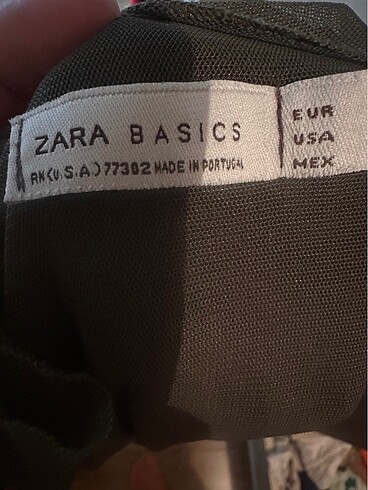 ZARA BASICS
RN(U.S.A.)77302 MADE IN PORTUGAL
EUR
USA
MEX